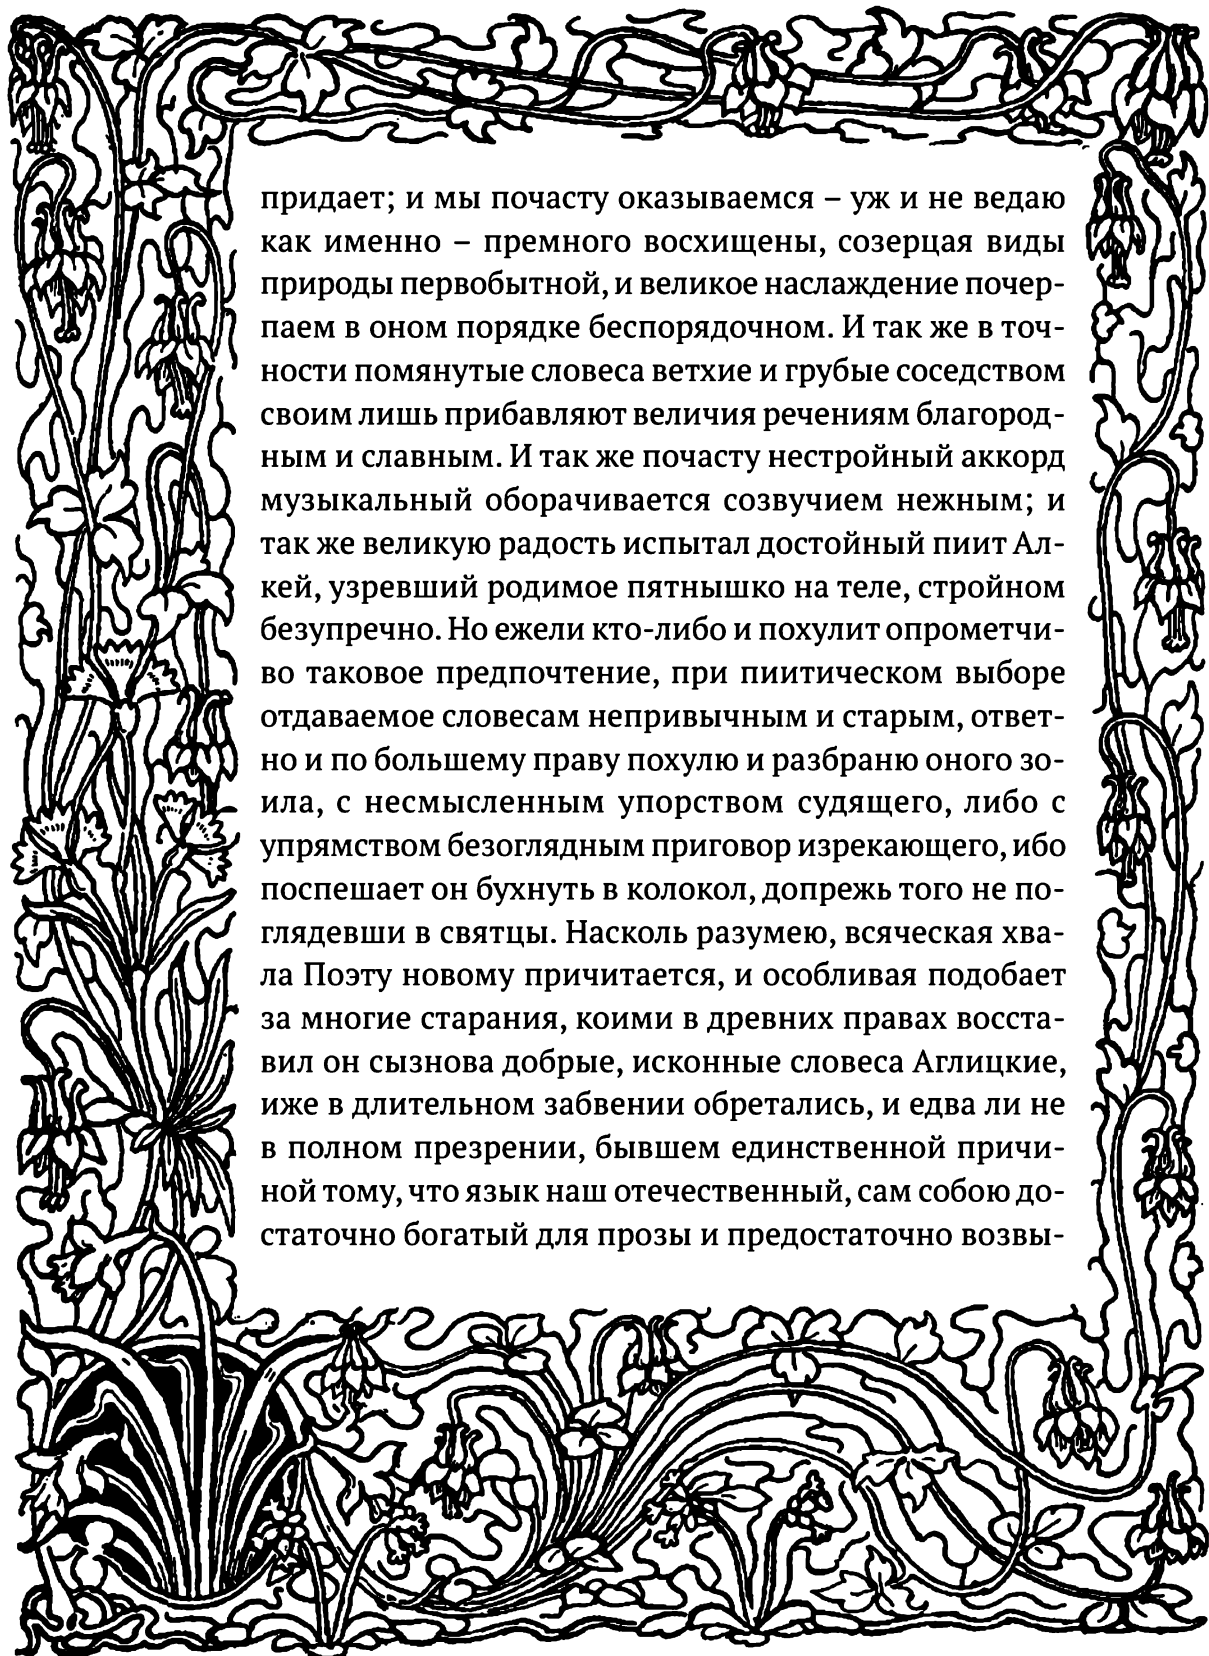 придает; и мы почасту оказываемся – уж и не ведаю
как именно – премного восхищены, созерцая виды
природы первобытной, и великое наслаждение почер-
паем в оном порядке беспорядочном. И так же в точ-
ности помянутые словеса ветхие и грубые соседством
своим лишь прибавляют величия речениям благород-
ным и славным. И так же почасту нестройный аккорд
музыкальный оборачивается созвучием нежным; и
так же великую радость испытал достойный пиит Ал-
кей, узревший родимое пятнышко на теле, стройном
безупречно. Но ежели кто-либо и похулит опрометчи-
во таковое предпочтение, при пиитическом выборе
отдаваемое словесам непривычным и старым, ответ-
но и по большему праву похулю и разбраню оного зо-
ила, с несмысленным упорством судящего, либо с
упрямством безоглядным приговор изрекающего, ибо
поспешает он бухнуть в колокол, допрежь того не по-
глядевши в святцы. Насколь разумею, всяческая хва-
ла Поэту новому причитается, и особливая подобает
за многие старания, коими в древних правах восста-
вил он сызнова добрые, исконные словеса Аглицкие,
иже в длительном забвении обретались, и едва ли не
в полном презрении, бывшем единственной причи-
ной тому, что язык наш отечественный, сам собою до-
статочно богатый для прозы и предостаточно возвы-